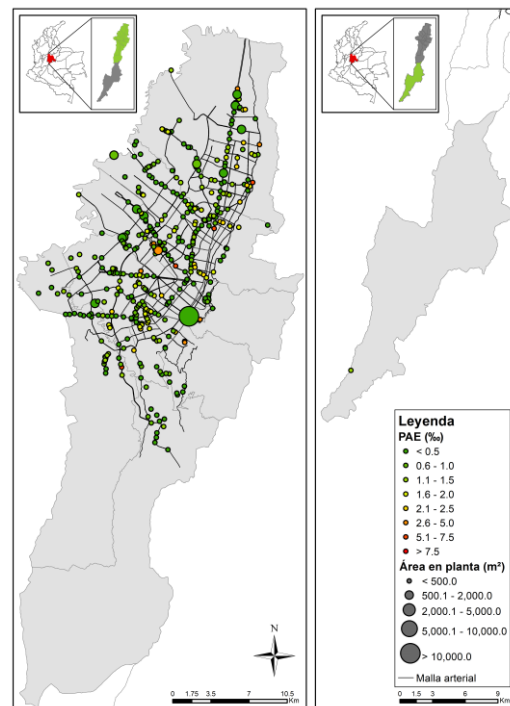 N
0 1.75 3.5 7 10.5
Km
Leyenda
PAE (‰)
< 0.5
0.6 - 1.0
1.1 - 1.5
1.6 - 2.0
2.1 - 2.5
2.6 - 5.0
5.1 - 7.5
> 7.5
Área en planta (m²)
< 500.0
500.1 - 2,000.0
2,000.1 - 5,000.0
5,000.1 - 10,000.0
> 10,000.0
Malla arterial
0 1.5 3 6 9
Km